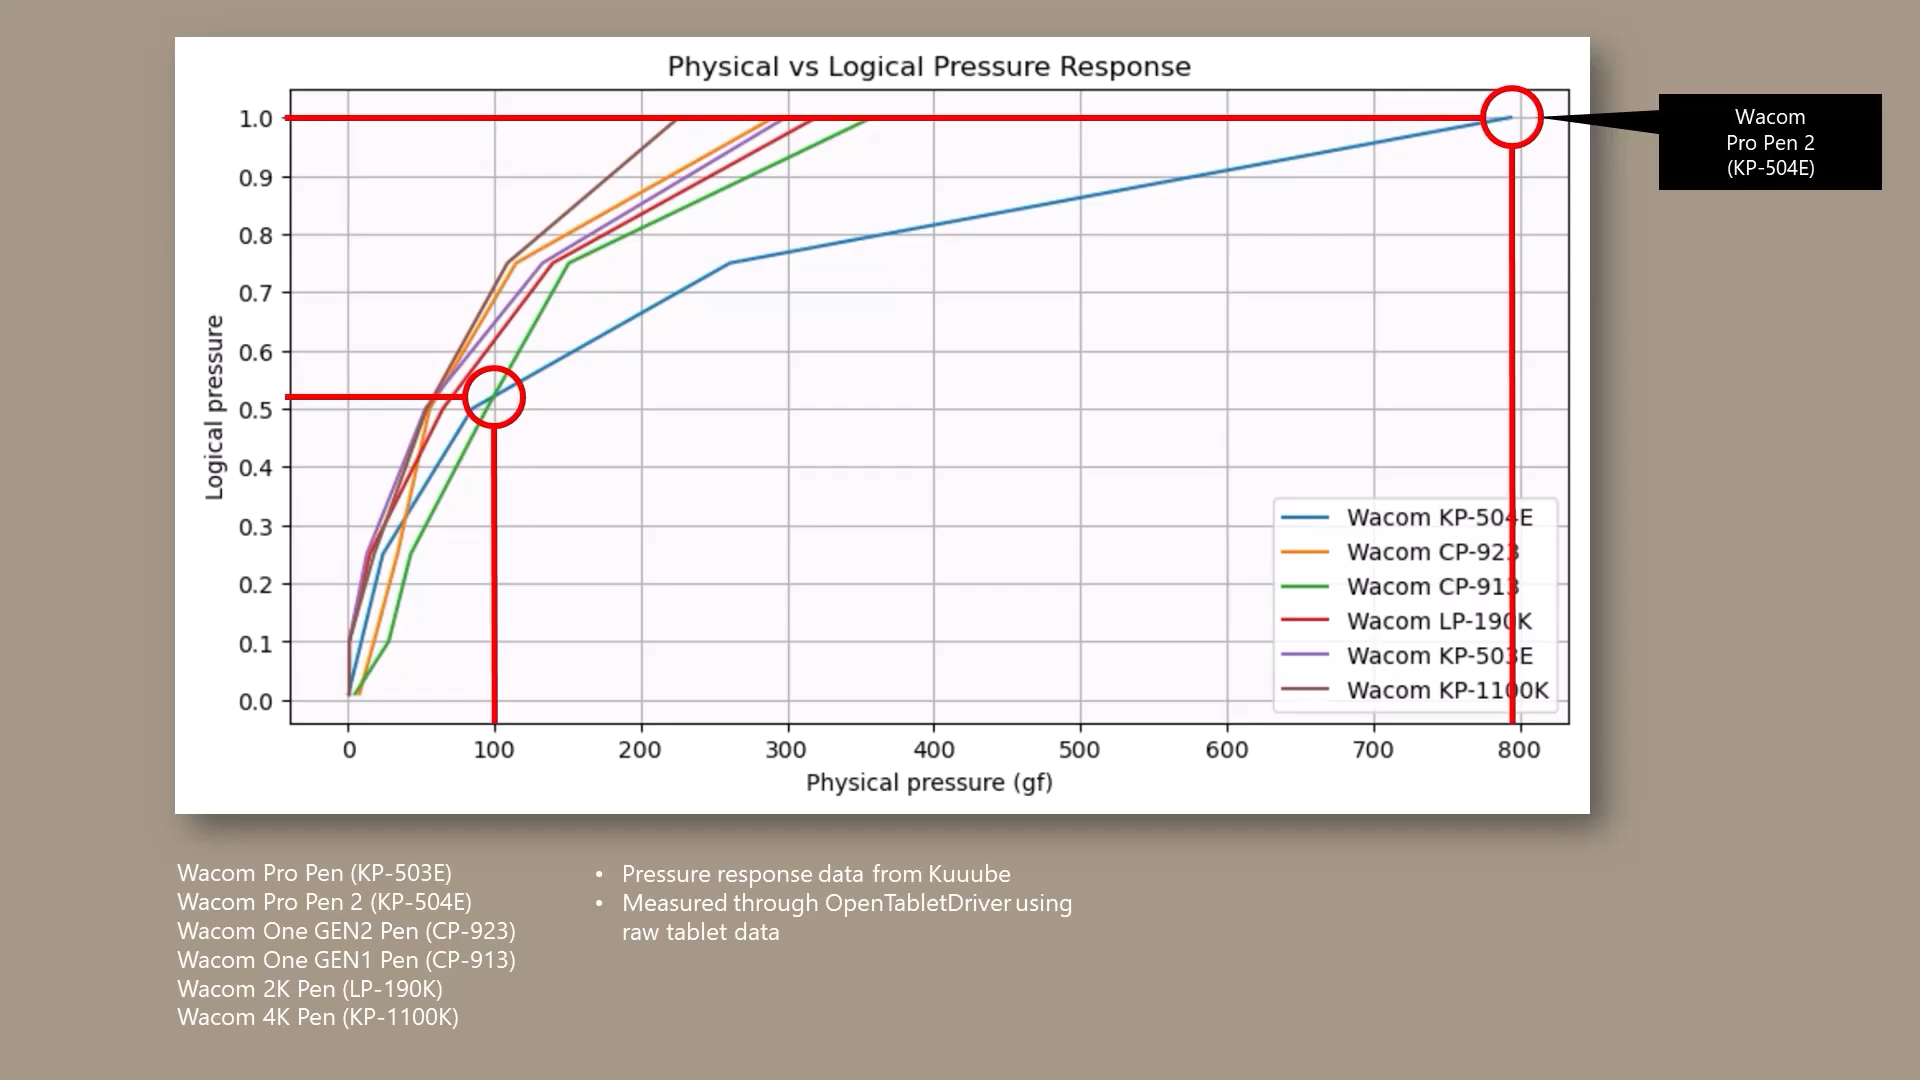 Physical vs Logical Pressure Response
Wacom
Pro Pen 2
(KP-504E)
1.0
0.9
0.8
0.7
0.6
0.5
0.4
0.3
0.2
0.1
0.0
Logical pressure
Wacom KP-504E
Wacom CP-923
Wacom CP-913
Wacom LP-190K
Wacom KP-503E
Wacom KP-1100K
0 100 200 300 400 500 600 700 800
Physical pressure (gf)
Wacom Pro Pen (KP-503E)
Wacom Pro Pen 2 (KP-504E)
Wacom One GEN2 Pen (CP-923)
Wacom One GEN1 Pen (CP-913)
Wacom 2K Pen (LP-190K)
Wacom 4K Pen (KP-1100K)
• Pressure response data from Kuuube
• Measured through OpenTabletDriver using
raw tablet data